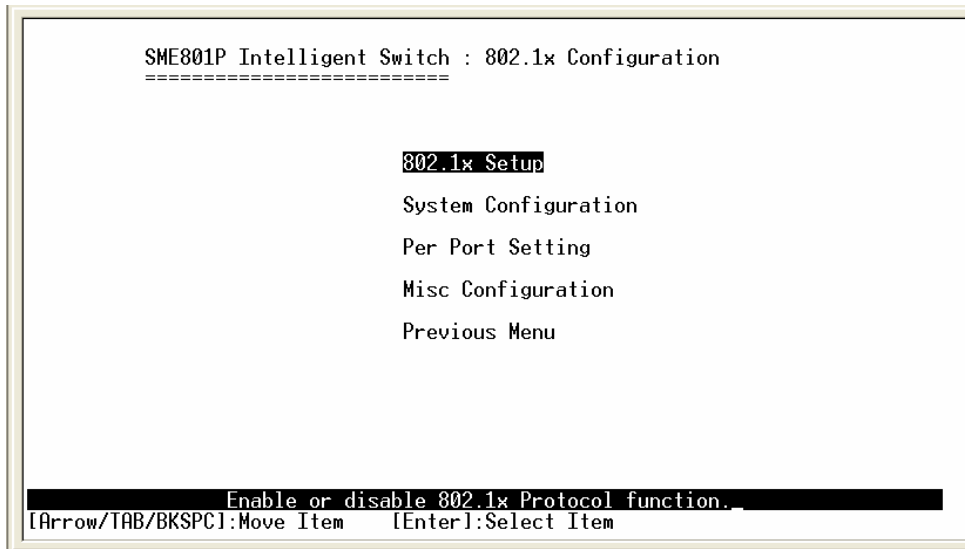 SME801P Intelligent Switch : 802.1x Configuration
==========================
802.1x Setup
System Configuration
Per Port Setting
Misc Configuration
Previous Menu
Enable or disable 802.1x Protocol function._
[Arrow/TAB/BKSPC]:Move Item [Enter]:Select Item